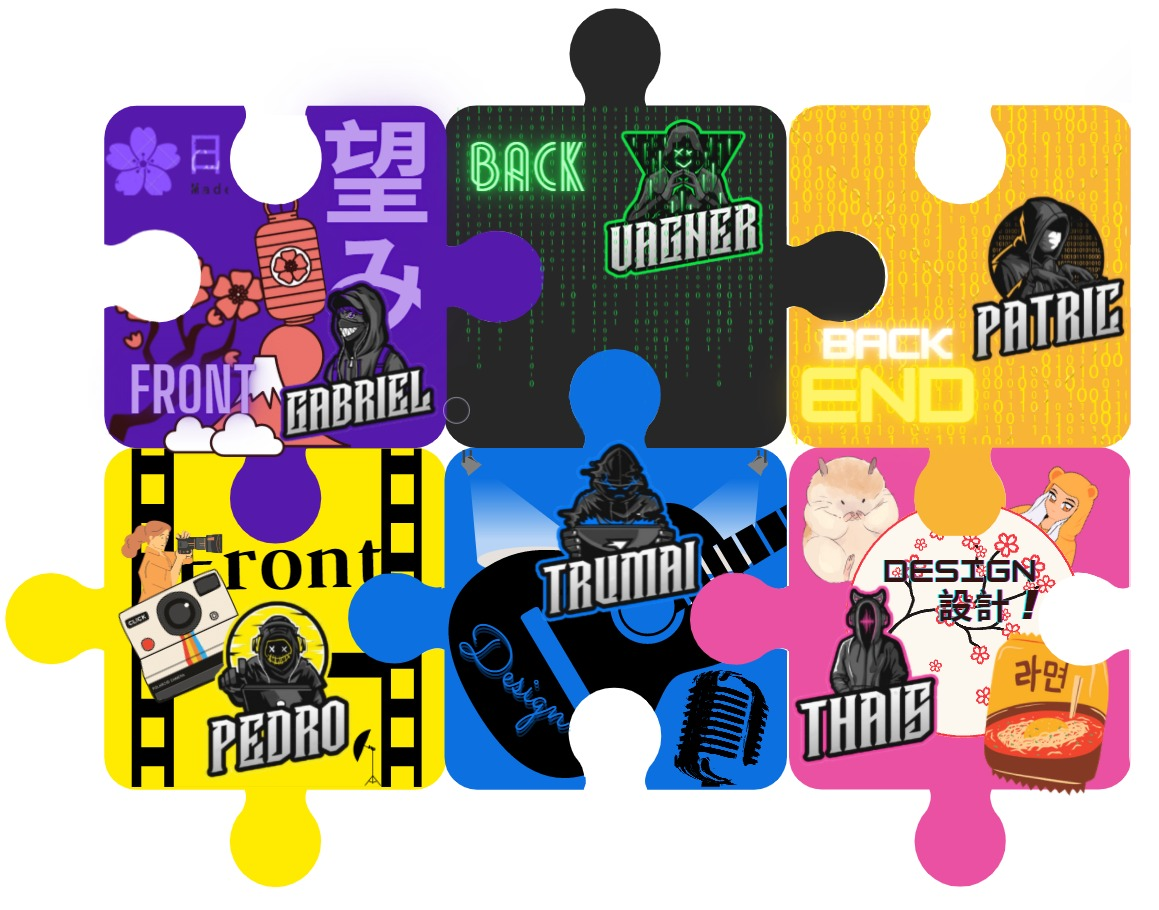 望み
FRONT
GABRIEL
BACK
VAGNER
BACK
END
PATRIC
Front
CLICK
PEDRO
TRUMAI
Design
DESIGN
設計!
THAIS
라면